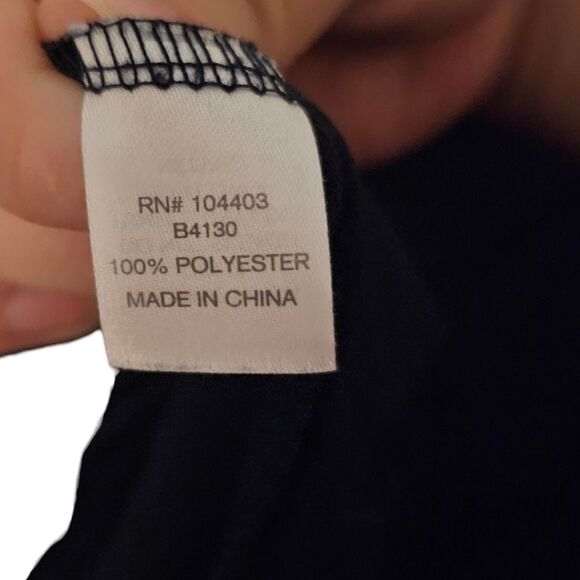 RN# 104403
B4130
100% POLYESTER
MADE IN CHINA